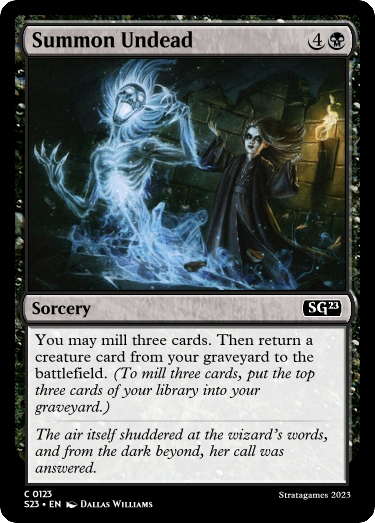 Summon Undead 4
Sorcery SG23
You may mill three cards. Then return a
creature card from your graveyard to the
battlefield. (To mill three cards, put the top
three cards of your library into your
graveyard.)
The air itself shuddered at the wizard's words,
and from the dark beyond, her call was
answered.
C 0123
S23 • EN Dallas Williams
Stratagames 2023